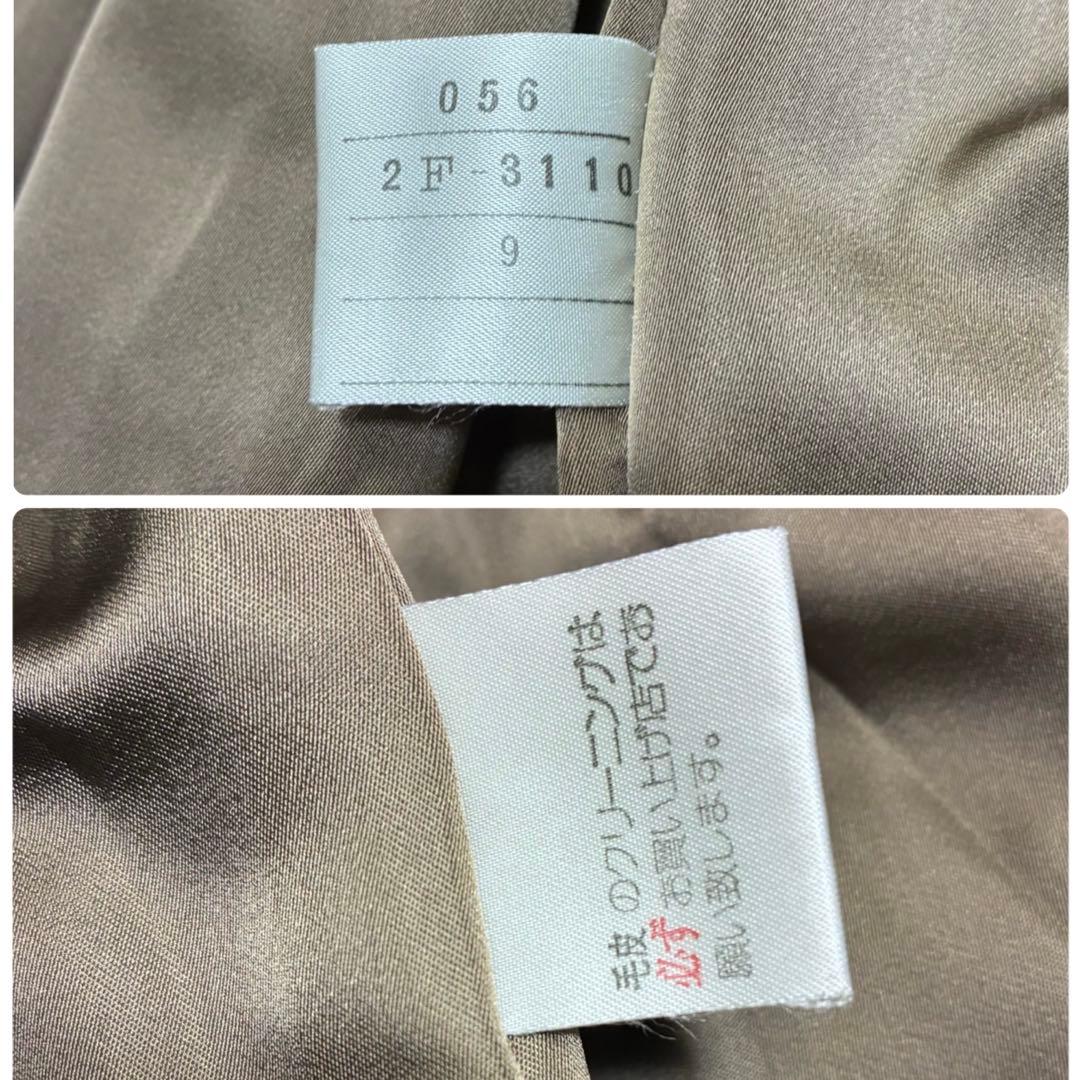 056
2F-3110
9
毛皮のクリーニングは
必ずお買い上げ店でお
願い致します。